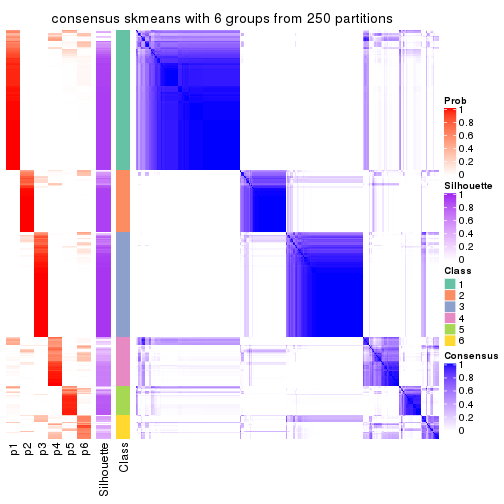 consensus skmeans with 6 groups from 250 partitions
Prob
1
0.8
0.6
0.4
0.2
0
Silhouette
1
0.8
0.6
0.4
0.2
0
Class
1
2
3
4
5
6
Consensus
1
0.8
0.6
0.4
0.2
0
p1
p2
p3
p4
p5
p6
Silhouette
Class